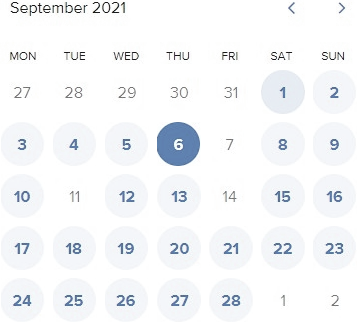 September 2021
MON TUE WED THU FRI SAT SUN
27 28 29 30 31 1 2
3 4 5 6 7 8 9
10 11 12 13 14 15 16
17 18 19 20 21 22 23
24 25 26 27 28 1 2